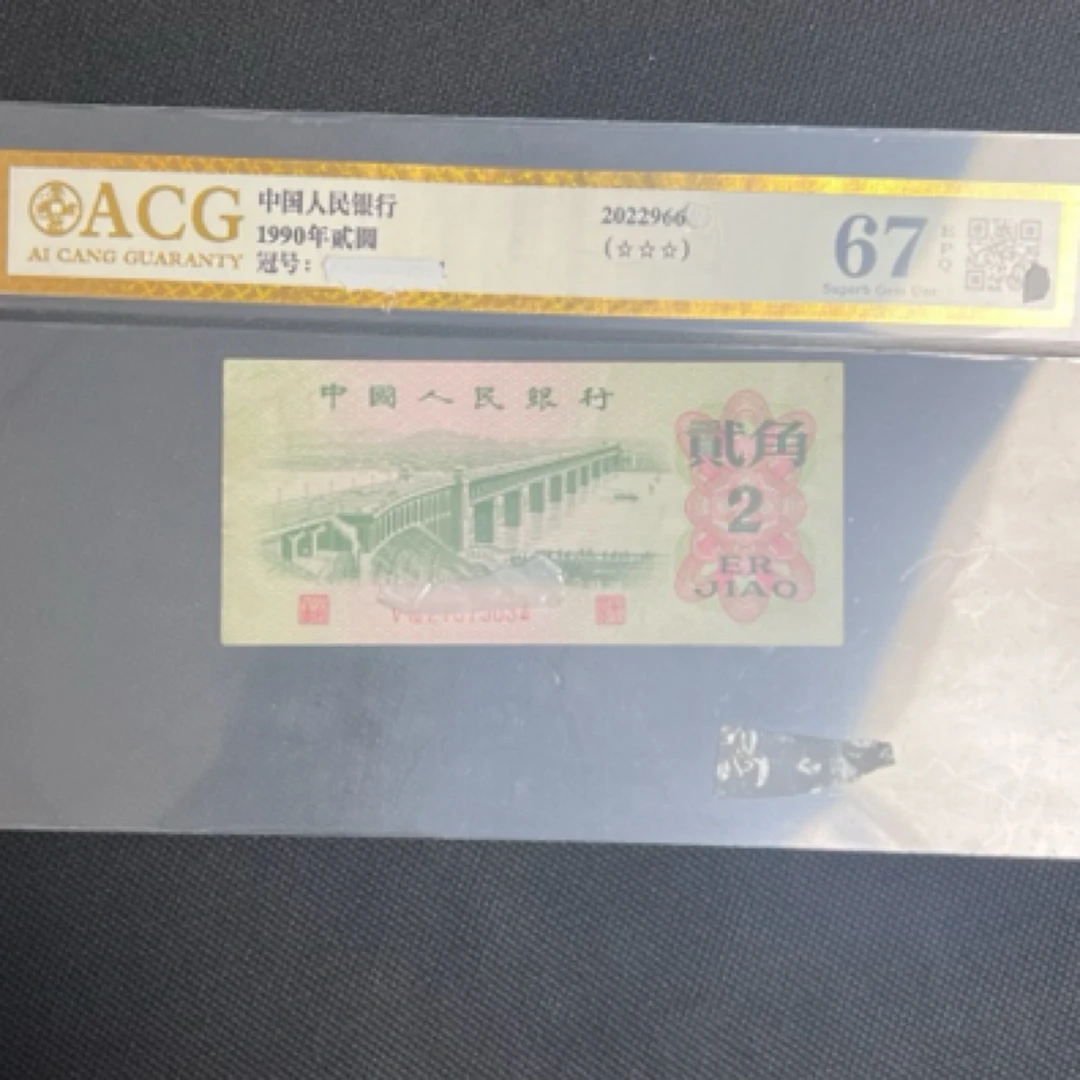 ACG
AI CANG GUARANTY
中国人民银行
1990年贰圆
冠号：
2022966
(☆☆☆)
67
EPQ
Superb Gem Unc
中國人民銀行
貳角
2
ER
JIAO